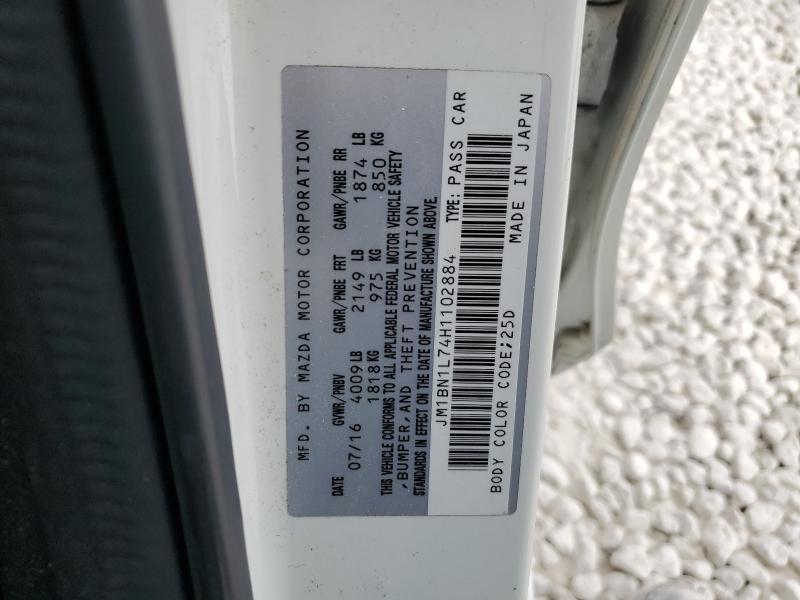 MFD. BY MAZDA MOTOR CORPORATION
DATE GVWR/PNBV GAWR/PNBE FRT GAWR/PNBE RR
07/16 4009LB 2149 LB 1874 LB
1818KG 975 KG 850 KG
THIS VEHICLE CONFORMS TO ALL APPLICABLE FEDERAL MOTOR VEHICLE SAFETY
,BUMPER,AND THEFT PREVENTION
STANDARDS IN EFFECT ON THE DATE OF MANUFACTURE SHOWN ABOVE.
JM1BN1L74H1102884 TYPE: PASS CAR
BODY COLOR CODE;25D MADE IN JAPAN